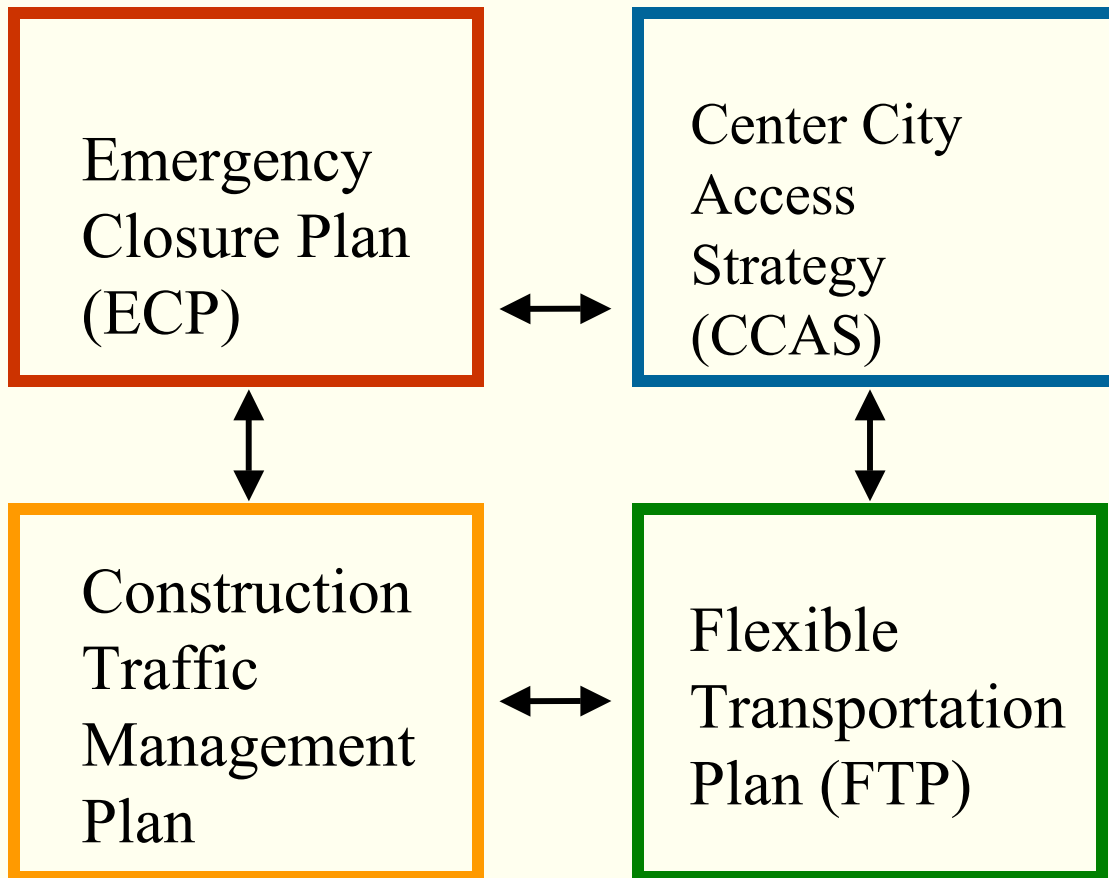 Emergency
Closure Plan
(ECP)
Center City
Access
Strategy
(CCAS)
Construction
Traffic
Management
Plan
Flexible
Transportation
Plan (FTP)